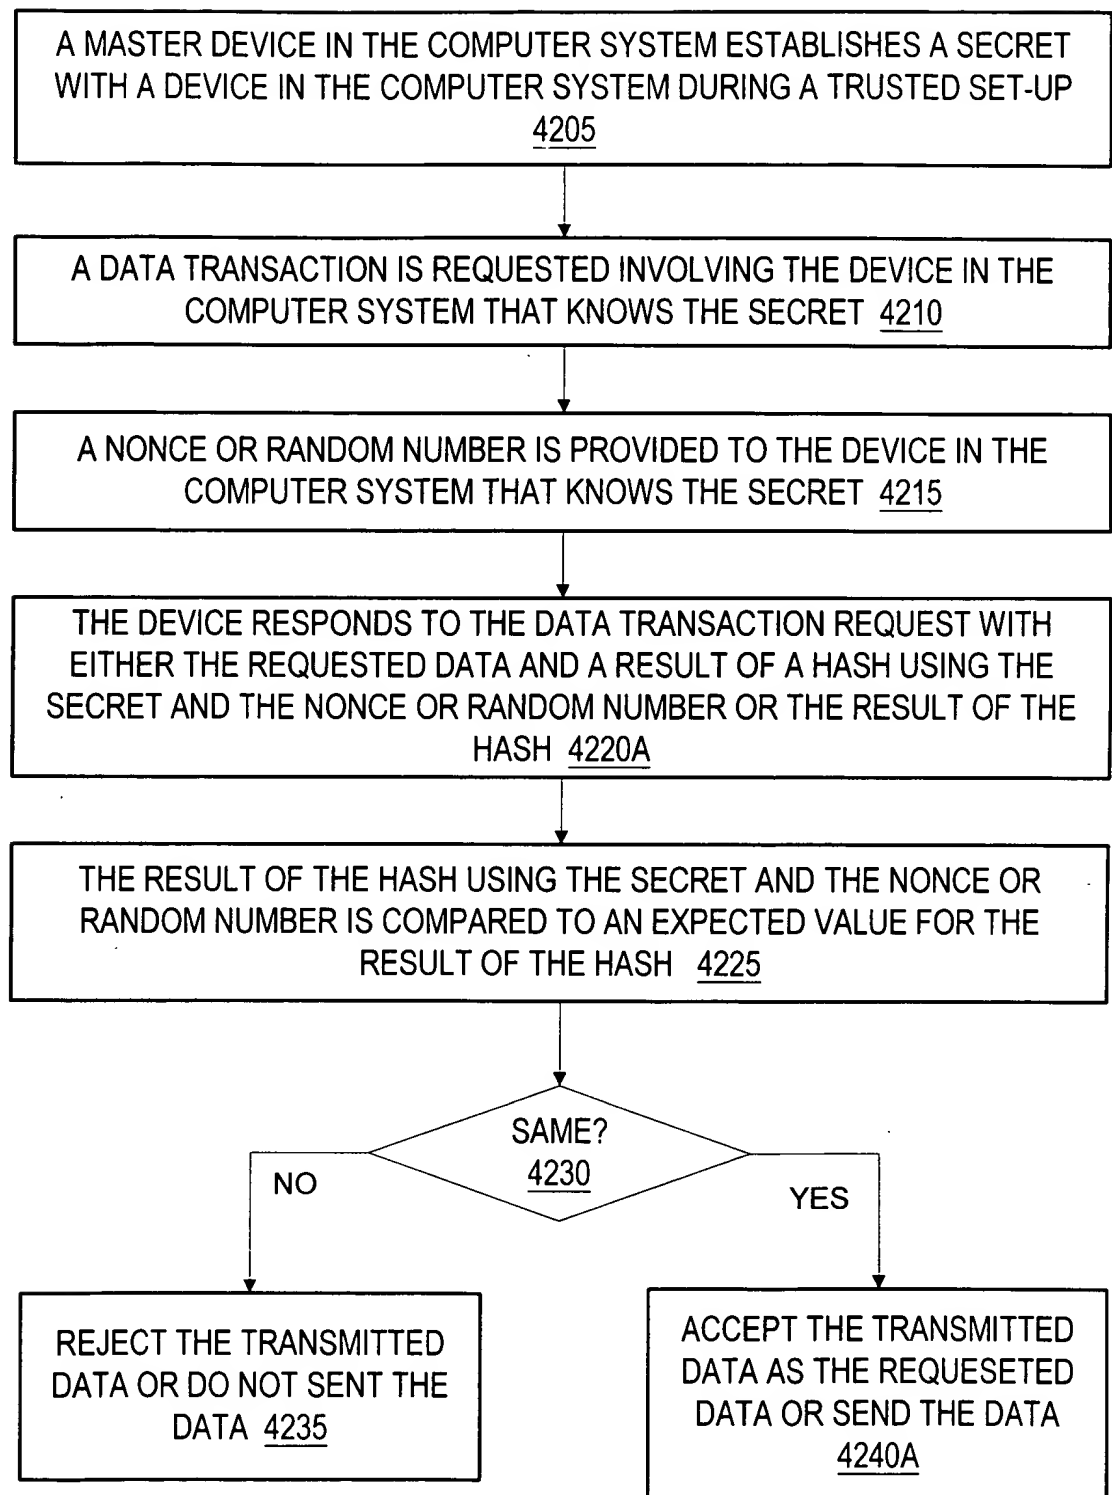 A MASTER DEVICE IN THE COMPUTER SYSTEM ESTABLISHES A SECRET
WITH A DEVICE IN THE COMPUTER SYSTEM DURING A TRUSTED SET-UP
4205
A DATA TRANSACTION IS REQUESTED INVOLVING THE DEVICE IN THE
COMPUTER SYSTEM THAT KNOWS THE SECRET 4210
A NONCE OR RANDOM NUMBER IS PROVIDED TO THE DEVICE IN THE
COMPUTER SYSTEM THAT KNOWS THE SECRET 4215
THE DEVICE RESPONDS TO THE DATA TRANSACTION REQUEST WITH
EITHER THE REQUESTED DATA AND A RESULT OF A HASH USING THE
SECRET AND THE NONCE OR RANDOM NUMBER OR THE RESULT OF THE
HASH 4220A
THE RESULT OF THE HASH USING THE SECRET AND THE NONCE OR
RANDOM NUMBER IS COMPARED TO AN EXPECTED VALUE FOR THE
RESULT OF THE HASH 4225
SAME?
4230
NO
YES
REJECT THE TRANSMITTED
DATA OR DO NOT SENT THE
DATA 4235
ACCEPT THE TRANSMITTED
DATA AS THE REQUESETED
DATA OR SEND THE DATA
4240A